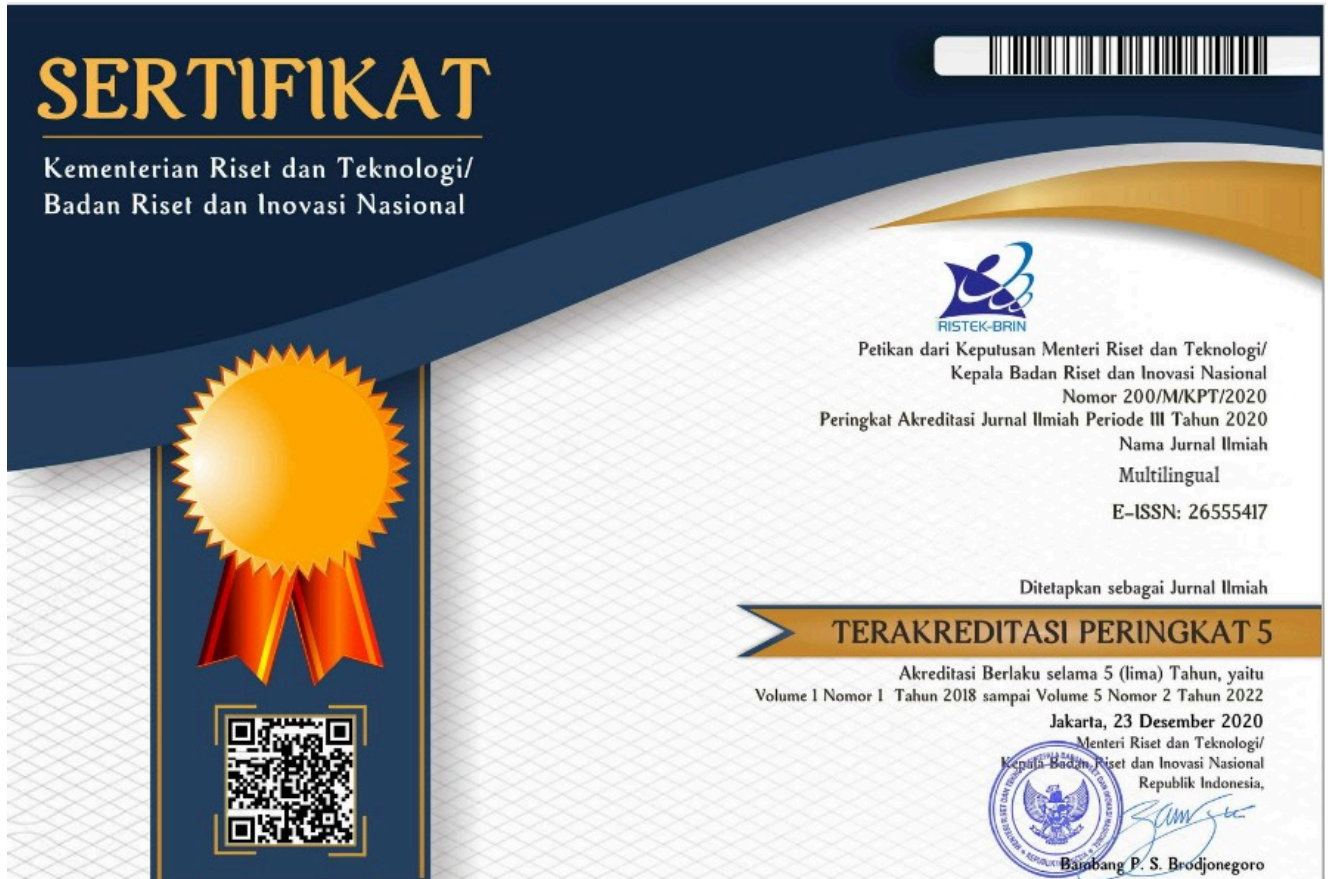 SERTIFIKAT
Kementerian Riset dan Teknologi/
Badan Riset dan Inovasi Nasional
RISTEK-BRIN
Petikan dari Keputusan Menteri Riset dan Teknologi/
Kepala Badan Riset dan Inovasi Nasional
Nomor 200/M/KPT/2020
Peringkat Akreditasi Jurnal Ilmiah Periode III Tahun 2020
Nama Jurnal Ilmiah
Multilingual
E-ISSN: 26555417
Ditetapkan sebagai Jurnal Ilmiah
TERAKREDITASI PERINGKAT 5
Akreditasi Berlaku selama 5 (lima) Tahun, yaitu
Volume 1 Nomor 1 Tahun 2018 sampai Volume 5 Nomor 2 Tahun 2022
Jakarta, 23 Desember 2020
Menteri Riset dan Teknologi/
Kepala Badan Riset dan Inovasi Nasional
Republik Indonesia,
Bambang P. S. Brodjonegoro